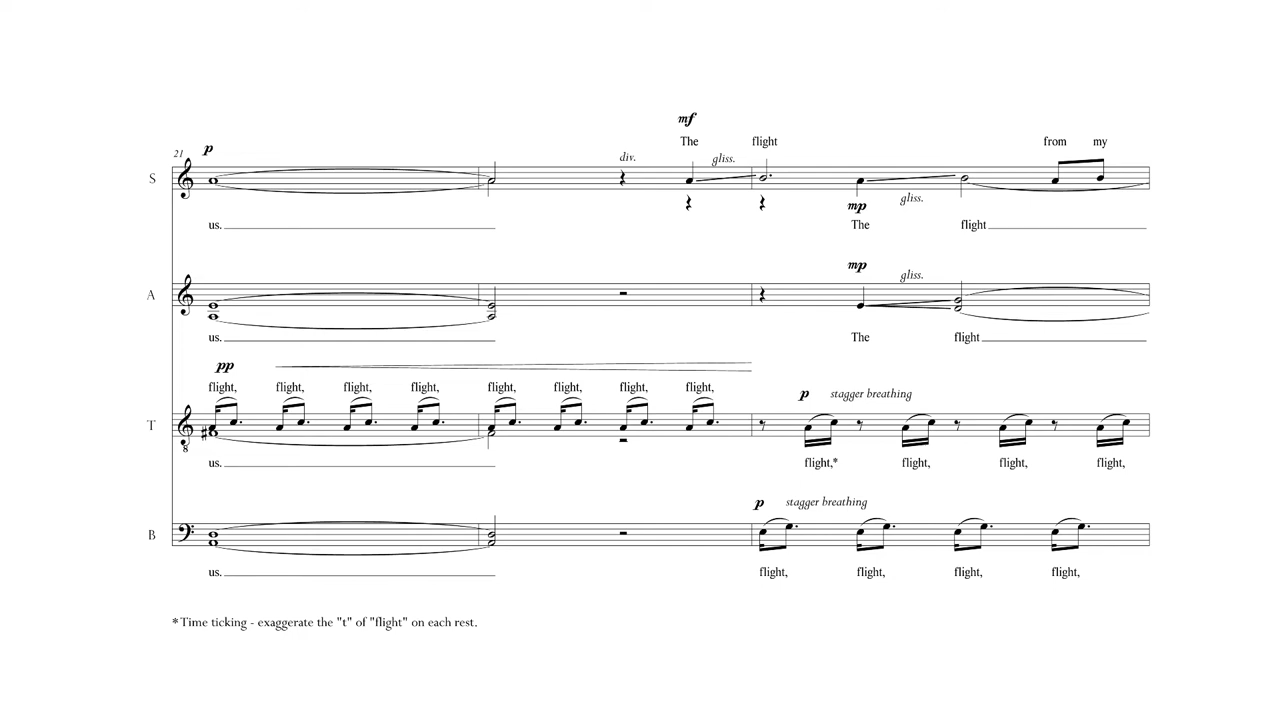 mf
The flight from my
21 p div. gliss.
S
mp gliss.
us. The flight
mp gliss.
A
us. The flight
pp
flight, flight, flight, flight, flight, flight, flight, flight,
p stagger breathing
T
8
us. flight,* flight, flight, flight,
p stagger breathing
B
us. flight, flight, flight, flight,
* Time ticking - exaggerate the "t" of "flight" on each rest.